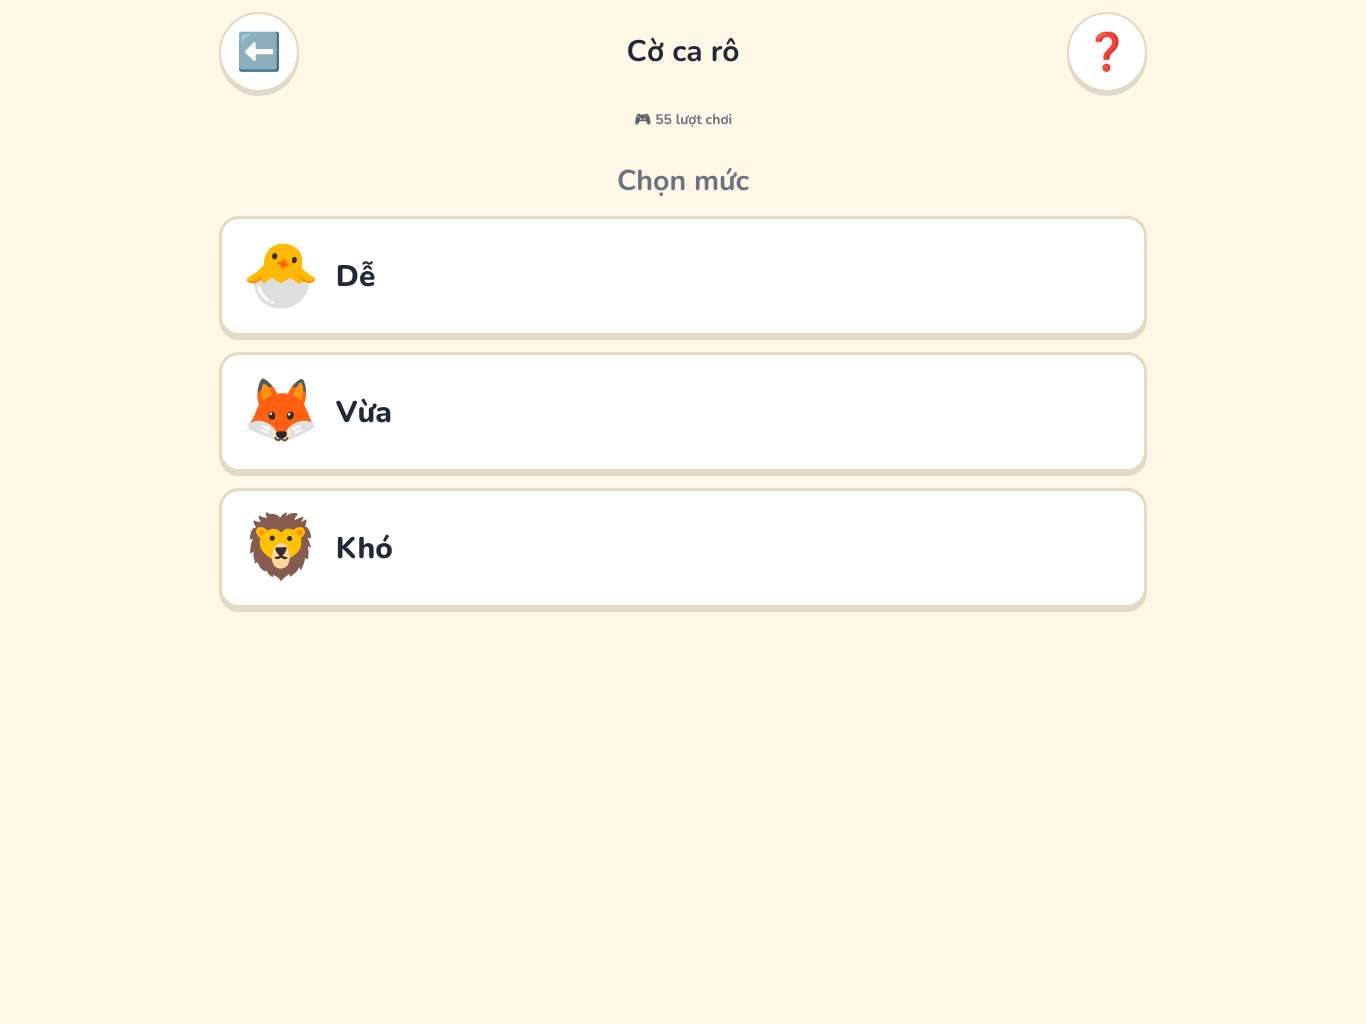 Cờ ca rô
55 lượt chơi
Chọn mức
Dễ
Vừa
Khó